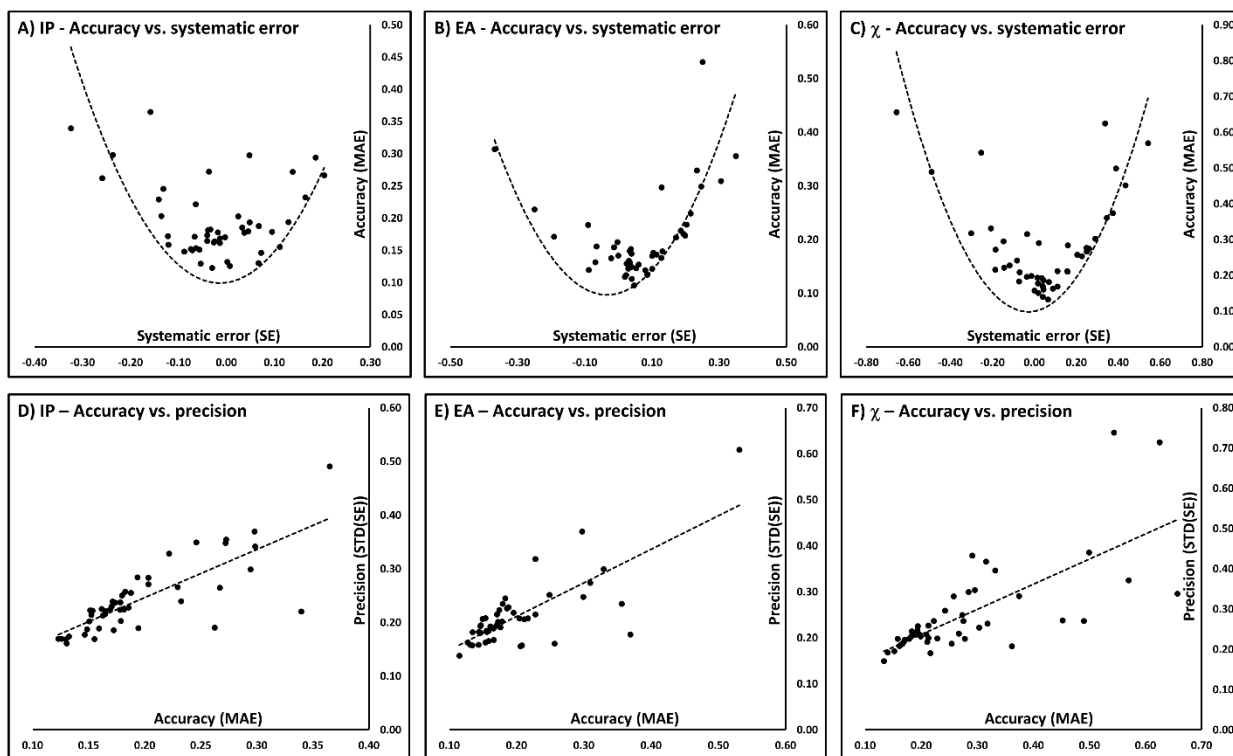 A) IP - Accuracy vs. systematic error
0.50
0.45
0.40
0.35
0.30
0.25
0.20
0.15
0.10
0.05
0.00
Accuracy (MAE)
Systematic error (SE)
-0.40 -0.30 -0.20 -0.10 0.00 0.10 0.20 0.30
B) EA - Accuracy vs. systematic error
0.60
0.50
0.40
0.30
0.20
0.10
0.00
Accuracy (MAE)
Systematic error (SE)
-0.50 -0.30 -0.10 0.10 0.30 0.50
C) χ - Accuracy vs. systematic error
0.90
0.80
0.70
0.60
0.50
0.40
0.30
0.20
0.10
0.00
Accuracy (MAE)
Systematic error (SE)
-0.80 -0.60 -0.40 -0.20 0.00 0.20 0.40 0.60 0.80
D) IP – Accuracy vs. precision
0.60
0.50
0.40
0.30
0.20
0.10
0.00
Precision (STD(SE))
Accuracy (MAE)
0.10 0.15 0.20 0.25 0.30 0.35 0.40
E) EA – Accuracy vs. precision
0.70
0.60
0.50
0.40
0.30
0.20
0.10
0.00
Precision (STD(SE))
Accuracy (MAE)
0.10 0.20 0.30 0.40 0.50 0.60
F) χ – Accuracy vs. precision
0.80
0.70
0.60
0.50
0.40
0.30
0.20
0.10
0.00
Precision (STD(SE))
Accuracy (MAE)
0.10 0.20 0.30 0.40 0.50 0.60 0.70